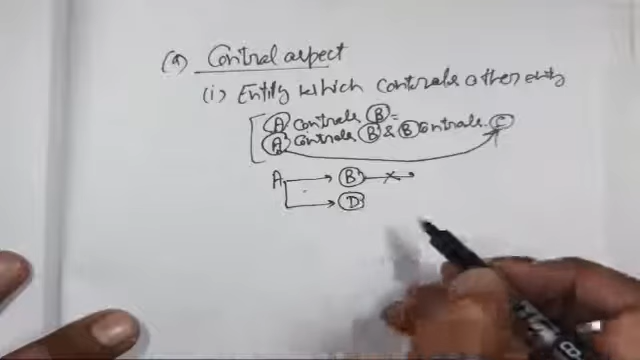 (a) Control aspect
(i) Entity which controls other entity
A controls B =
A controls B & B controls C
A B
D